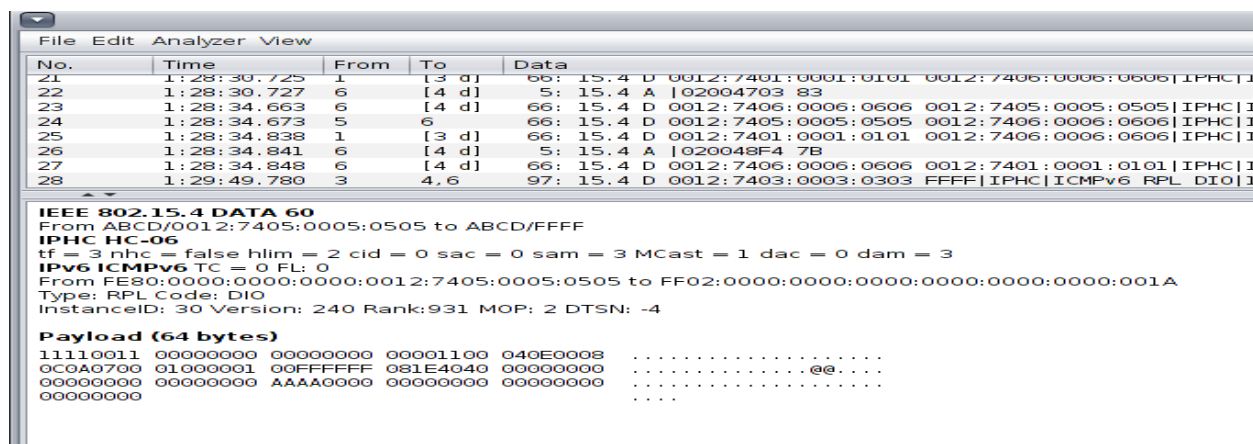 File Edit Analyzer View
No. Time From To Data
21 1:28:30.725 1 [3 d] 66: 15.4 D 0012:7401:0001:0101 0012:7406:0006:0606|IPHC|I
22 1:28:30.727 6 [4 d] 5: 15.4 A |02004703 83
23 1:28:34.663 6 [4 d] 66: 15.4 D 0012:7406:0006:0606 0012:7405:0005:0505|IPHC|I
24 1:28:34.673 5 6 66: 15.4 D 0012:7405:0005:0505 0012:7406:0006:0606|IPHC|I
25 1:28:34.838 1 [3 d] 66: 15.4 D 0012:7401:0001:0101 0012:7406:0006:0606|IPHC|I
26 1:28:34.841 6 [4 d] 5: 15.4 A |020048F4 7B
27 1:28:34.848 6 [4 d] 66: 15.4 D 0012:7406:0006:0606 0012:7401:0001:0101|IPHC|I
28 1:29:49.780 3 4,6 97: 15.4 D 0012:7403:0003:0303 FFFF|IPHC|ICMPv6 RPL DIO|1
IEEE 802.15.4 DATA 60
From ABCD/0012:7405:0005:0505 to ABCD/FFFF
IPHC HC-06
tf = 3 nhc = false hlim = 2 cid = 0 sac = 0 sam = 3 MCast = 1 dac = 0 dam = 3
IPv6 ICMPv6 TC = 0 FL: 0
From FE80:0000:0000:0000:0012:7405:0005:0505 to FF02:0000:0000:0000:0000:0000:0000:001A
Type: RPL Code: DIO
InstanceID: 30 Version: 240 Rank:931 MOP: 2 DTSN: -4
Payload (64 bytes)
11110011 00000000 00000000 00001100 040E0008 .....................
0C0A0700 01000001 00FFFFFF 081E4040 00000000 ...............@@....
00000000 00000000 AAAA0000 00000000 00000000 .....................
00000000 ....